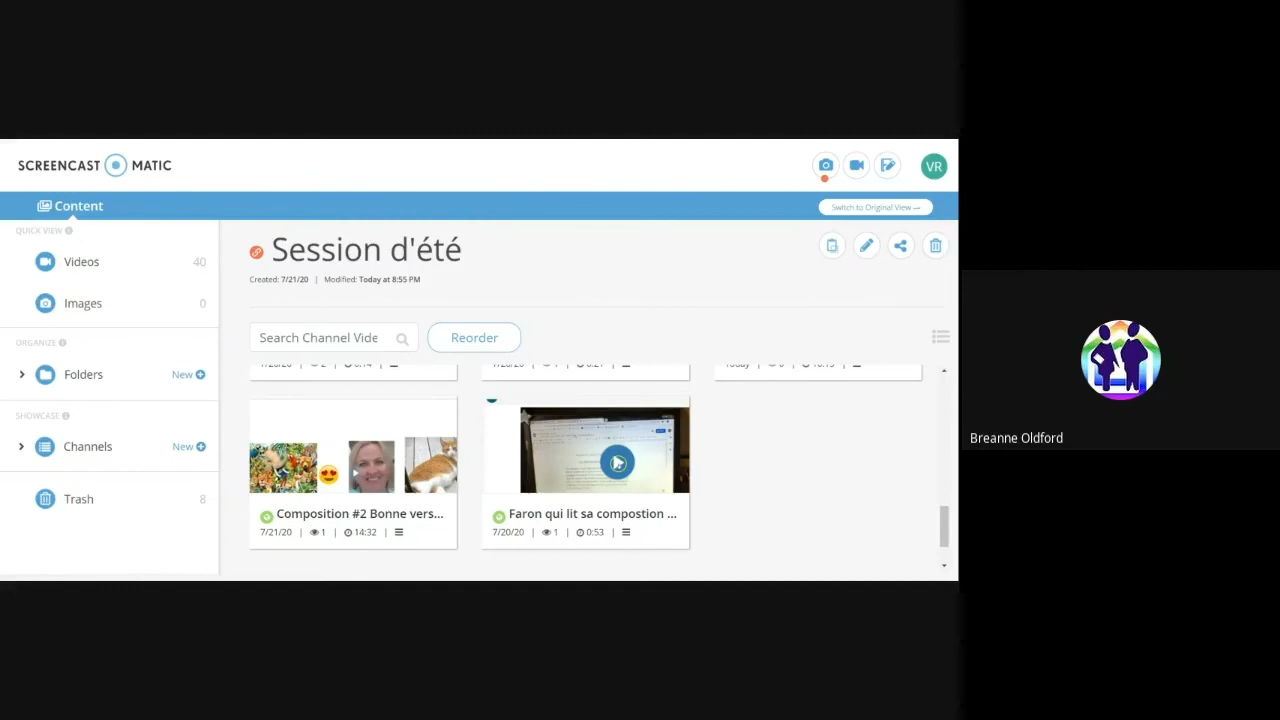 SCREENCAST MATIC
VR
Content
Switch to Original View
QUICK VIEW
Videos 40
Images 0
ORGANIZE
Folders New
SHOWCASE
Channels New
Trash 8
Session d'été
Created: 7/21/20 | Modified: Today at 8:55 PM
Search Channel Vide
Reorder
Composition #2 Bonne vers...
7/21/20 | 1 | 14:32 |
Faron qui lit sa compostion ...
7/20/20 | 1 | 0:53 |
Breanne Oldford